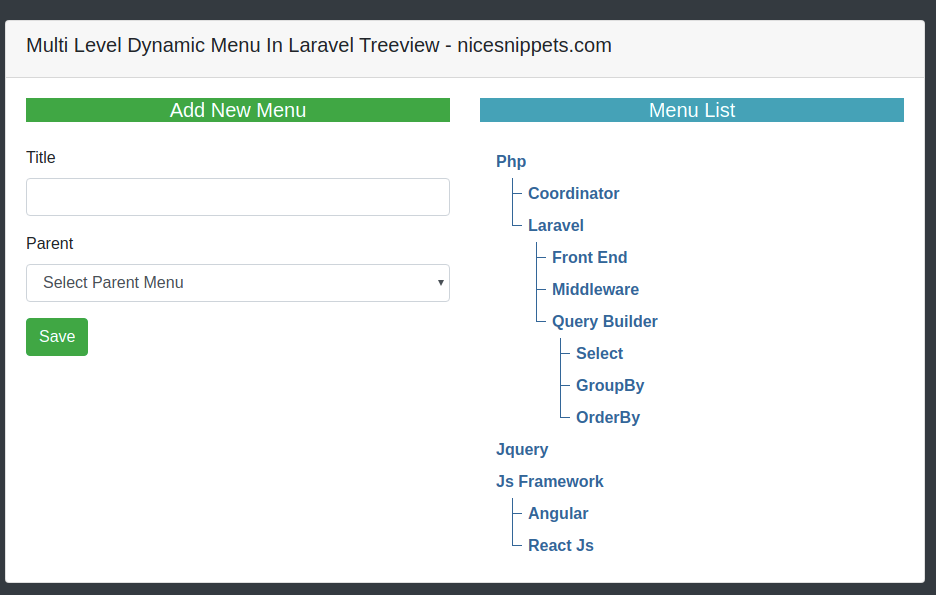 Multi Level Dynamic Menu In Laravel Treeview - nicesnippets.com
Add New Menu
Title
Parent
Select Parent Menu
Save
Menu List
Php
Coordinator
Laravel
Front End
Middleware
Query Builder
Select
GroupBy
OrderBy
Jquery
Js Framework
Angular
React Js